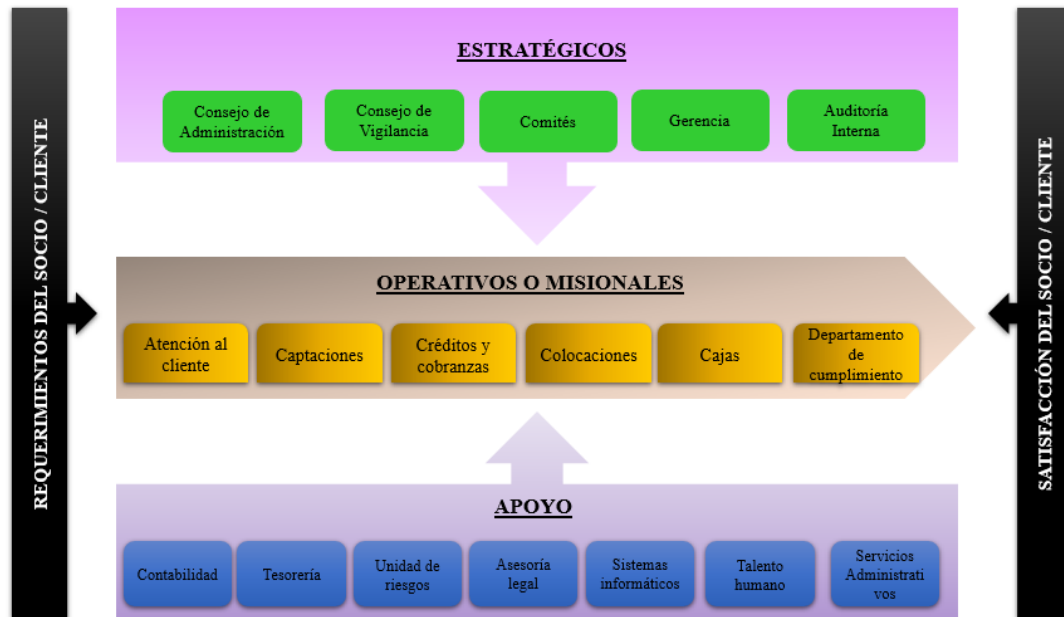 REQUERIMIENTOS DEL SOCIO / CLIENTE
ESTRATÉGICOS
Consejo de
Administración
Consejo de
Vigilancia
Comités
Gerencia
Auditoría
Interna
OPERATIVOS O MISIONALES
Atención al
cliente
Captaciones
Créditos y
cobranzas
Colocaciones
Cajas
Departamento
de
cumplimiento
APOYO
Contabilidad
Tesorería
Unidad de
riesgos
Asesoría
legal
Sistemas
informáticos
Talento
humano
Servicios
Administrati
vos
SATISFACCIÓN DEL SOCIO / CLIENTE